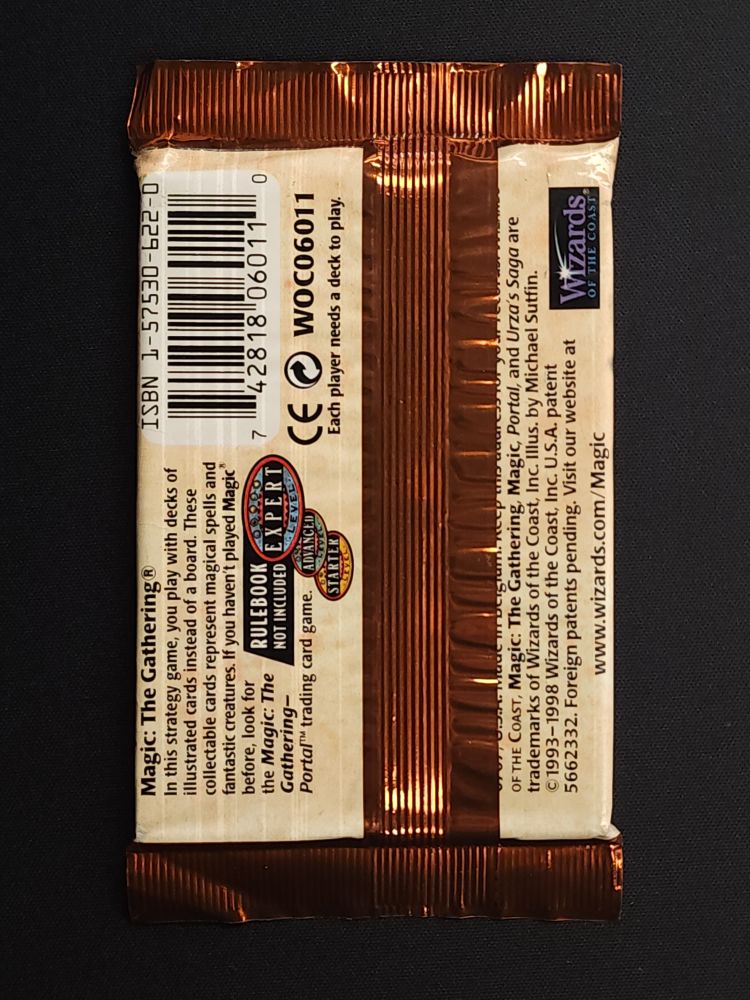 Magic: The Gathering®
In this strategy game, you play with decks of
illustrated cards instead of a board. These
collectable cards represent magical spells and
fantastic creatures. If you haven't played Magic®
before, look for
the Magic: The
Gathering–
Portal™ trading card game.
RULEBOOK
NOT INCLUDED
EXPERT
LEVEL
ADVANCED
STARTER
LEVEL
ISBN 1-57530-622-0
7 42818 06011 0
CE WOC06011
Each player needs a deck to play.
OF THE COAST, Magic: The Gathering, Magic, Portal, and Urza's Saga are
trademarks of Wizards of the Coast, Inc. Illus. by Michael Sutfin.
©1993–1998 Wizards of the Coast, Inc. U.S.A. patent
5662332. Foreign patents pending. Visit our website at
www.wizards.com/Magic
Wizards
OF THE COAST®